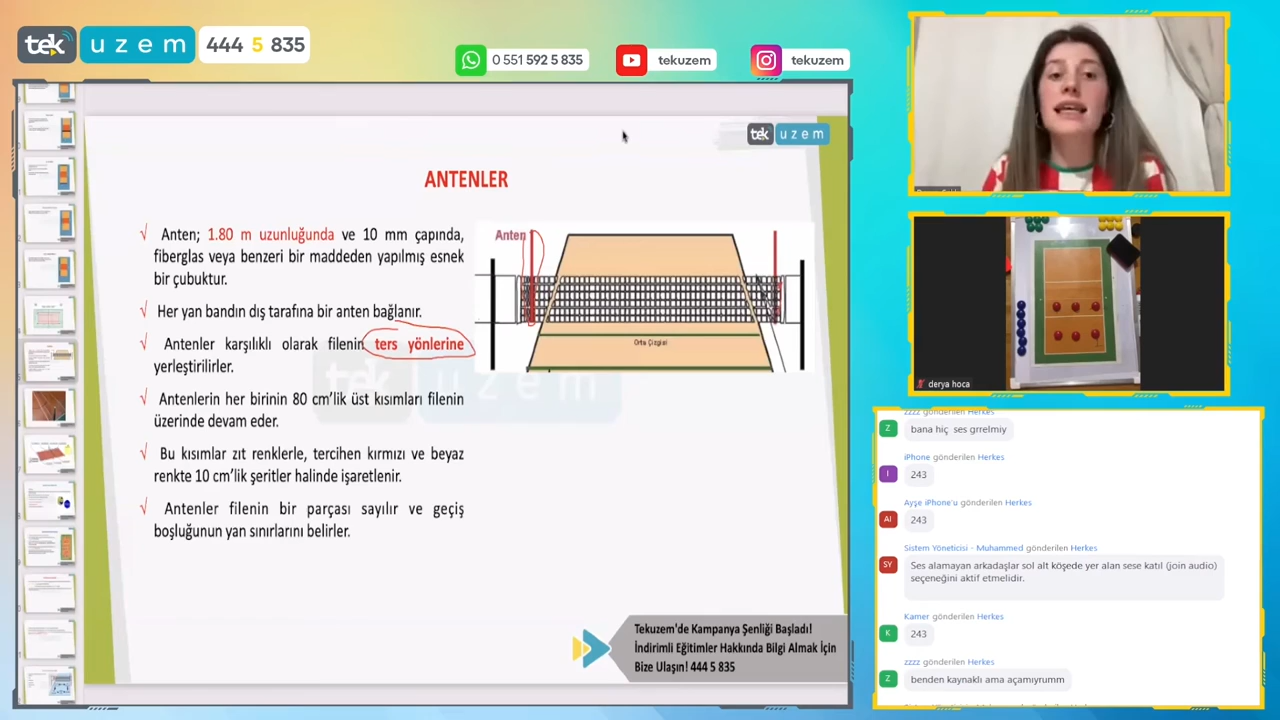 tek
uzem
444 5 835
0 551 592 5 835
tekuzem
tekuzem
tek uzem
ANTENLER
√ Anten; 1.80 m uzunluğunda ve 10 mm çapında,
fiberglas veya benzeri bir maddeden yapılmış esnek
bir çubuktur.
√ Her yan bandın dış tarafına bir anten bağlanır.
√ Antenler karşılıklı olarak filenin ters yönlerine
yerleştirilirler.
√ Antenlerin her birinin 80 cm'lik üst kısımları filenin
üzerinde devam eder.
√ Bu kısımlar zıt renklerle, tercihen kırmızı ve beyaz
renkte 10 cm'lik şeritler halinde işaretlenir.
√ Antenler filenin bir parçası sayılır ve geçiş
boşluğunun yan sınırlarını belirler.
Anten
Orta Çizgisi
Tekuzem'de Kampanya Şenliği Başladı!
İndirimli Eğitimler Hakkında Bilgi Almak İçin
Bize Ulaşın! 444 5 835
derya hoca
zzzz gönderilen Herkes
Z
bana hiç ses grrelmiy
iPhone gönderilen Herkes
I
243
Ayşe iPhone'u gönderilen Herkes
AI
243
Sistem Yöneticisi - Muhammed gönderilen Herkes
SY
Ses alamayan arkadaşlar sol alt köşede yer alan sese katıl (join audio)
seçeneğini aktif etmelidir.
Kamer gönderilen Herkes
K
243
zzzz gönderilen Herkes
Z
benden kaynaklı ama açamıyrumm